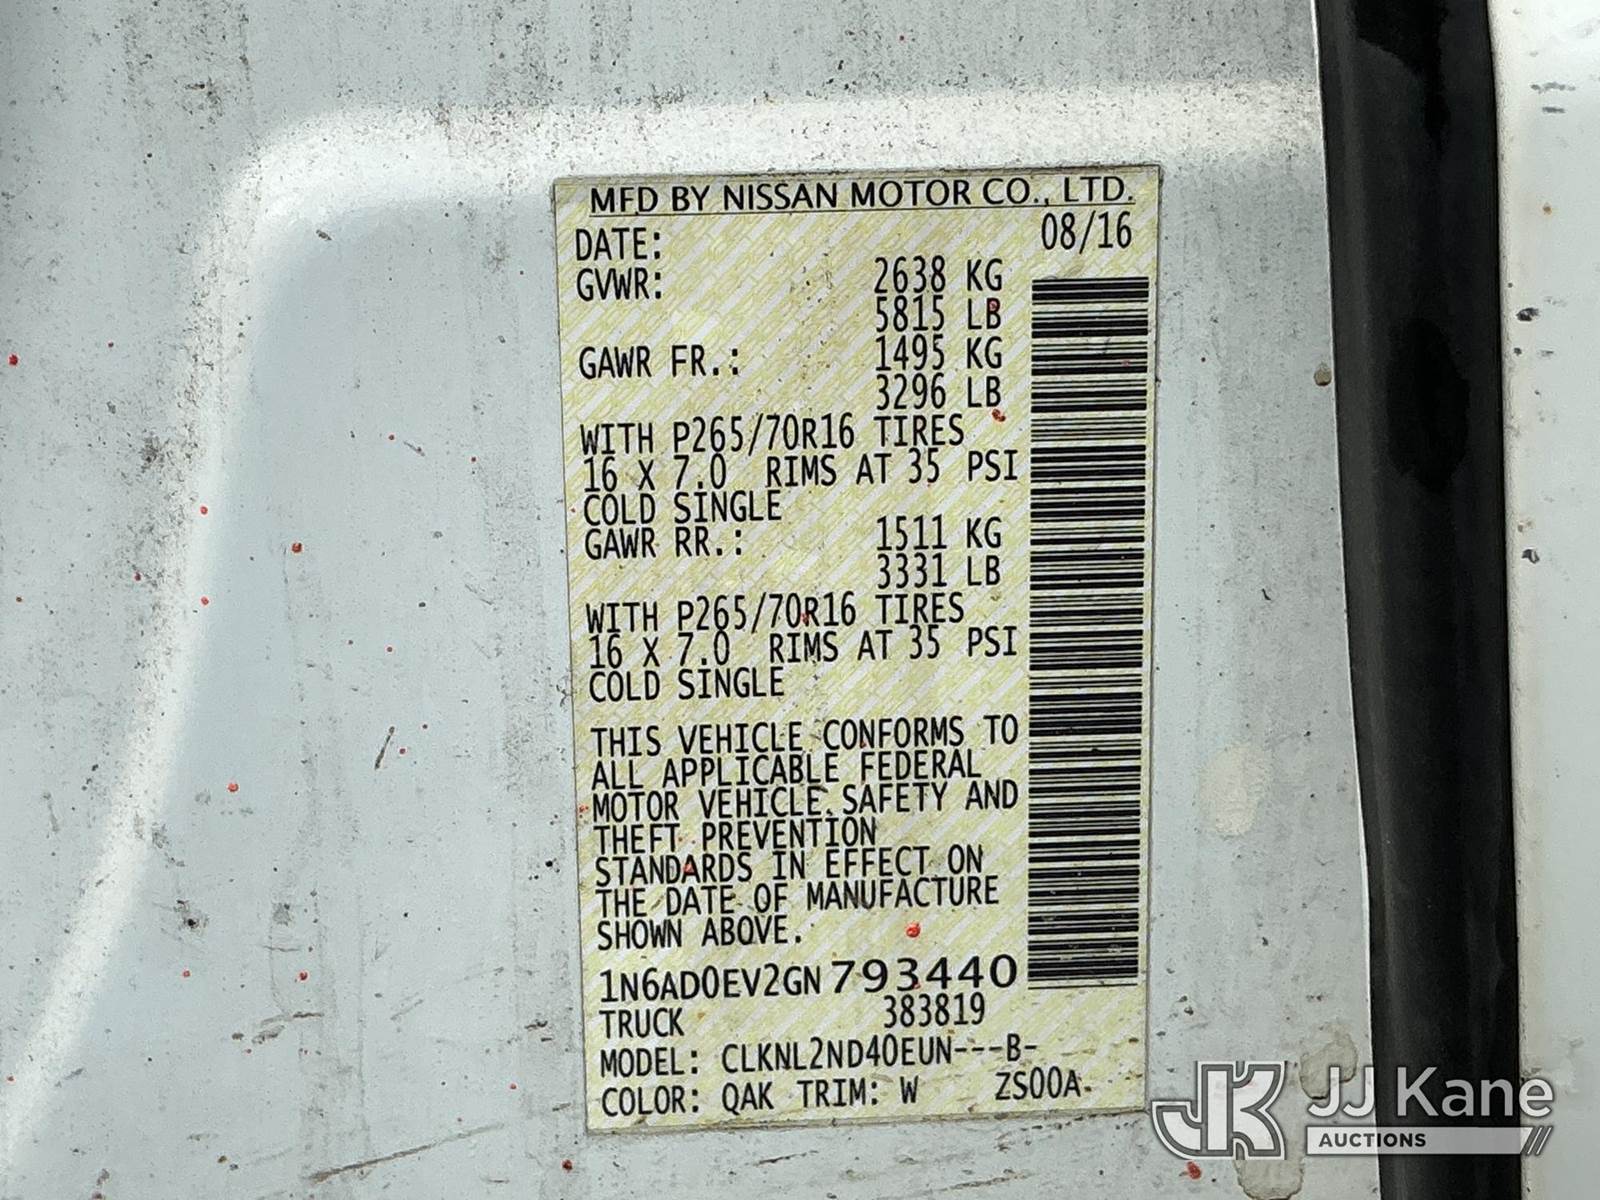 MFD BY NISSAN MOTOR CO., LTD.
DATE: 08/16
GVWR: 2638 KG
5815 LB
GAWR FR.: 1495 KG
3296 LB
WITH P265/70R16 TIRES
16 X 7.0 RIMS AT 35 PSI
COLD SINGLE
GAWR RR.: 1511 KG
3331 LB
WITH P265/70R16 TIRES
16 X 7.0 RIMS AT 35 PSI
COLD SINGLE
THIS VEHICLE CONFORMS TO
ALL APPLICABLE FEDERAL
MOTOR VEHICLE SAFETY AND
THEFT PREVENTION
STANDARDS IN EFFECT ON
THE DATE OF MANUFACTURE
SHOWN ABOVE.
1N6AD0EV2GN793440
TRUCK 383819
MODEL: CLKNL2ND40EUN---B-
COLOR: QAK TRIM: W ZS00A-
JK JJ Kane
AUCTIONS